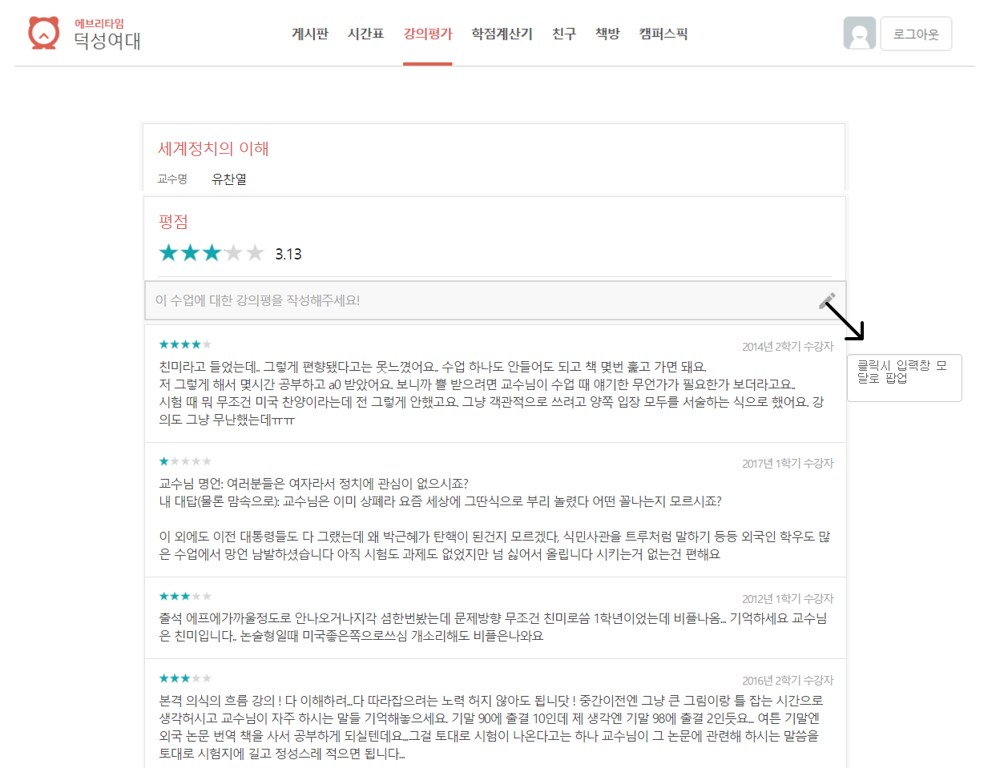 에브리타임
덕성여대
게시판 시간표 강의평가 학점계산기 친구 책방 캠퍼스픽
로그아웃
세계정치의 이해
교수명 유찬열
평점
3.13
이 수업에 대한 강의평을 작성해주세요!
클릭시 입력창 모
달로 팝업
2014년 2학기 수강자
친미라고 들었는데.. 그렇게 편향됐다고는 못느꼈어요.. 수업 하나도 안들어도 되고 책 몇번 훑고 가면 돼요.
저 그렇게 해서 몇시간 공부하고 a0 받았어요. 보니까 쁠 받으려면 교수님이 수업 때 얘기한 무언가가 필요한가 보더라고요..
시험 때 뭐 무조건 미국 찬양이라는데 전 그렇게 안했고요. 그냥 객관적으로 쓰려고 양쪽 입장 모두를 서술하는 식으로 했어요. 강
의도 그냥 무난했는데ㅠㅠ
2017년 1학기 수강자
교수님 명언: 여러분들은 여자라서 정치에 관심이 없으시죠?
내 대답(물론 맘속으로): 교수님은 이미 상폐라 요즘 세상에 그딴식으로 부리 놀렸다 어떤 꼴나는지 모르시죠?
이 외에도 이전 대통령들도 다 그랬는데 왜 박근혜가 탄핵이 된건지 모르겠다, 식민사관을 트루처럼 말하기 등등 외국인 학우도 많
은 수업에서 망언 남발하셨습니다 아직 시험도 과제도 없었지만 넘 싫어서 올립니다 시키는거 없는건 편해요
2012년 1학기 수강자
출석 에프에가까울정도로 안나오거나지각 셤한번봤는데 문제방향 무조건 친미로씀 1학년이었는데 비플나옴... 기억하세요 교수님
은 친미입니다.. 논술형일때 미국좋은쪽으로쓰심 개소리해도 비플은나와요
2016년 2학기 수강자
본격 의식의 흐름 강의 ! 다 이해하려...다 따라잡으려는 노력 허지 않아도 됩니닷 ! 중간이전엔 그냥 큰 그림이랑 틀 잡는 시간으로
생각허시고 교수님이 자주 하시는 말들 기억해놓으세요. 기말 90에 출결 10인데 제 생각엔 기말 98에 출결 2인듯요... 여튼 기말엔
외국 논문 번역 책을 사서 공부하게 되실텐데요...그걸 토대로 시험이 나온다고는 하나 교수님이 그 논문에 관련해 하시는 말씀을
토대로 시험지에 길고 정성스레 적으면 됩니다...